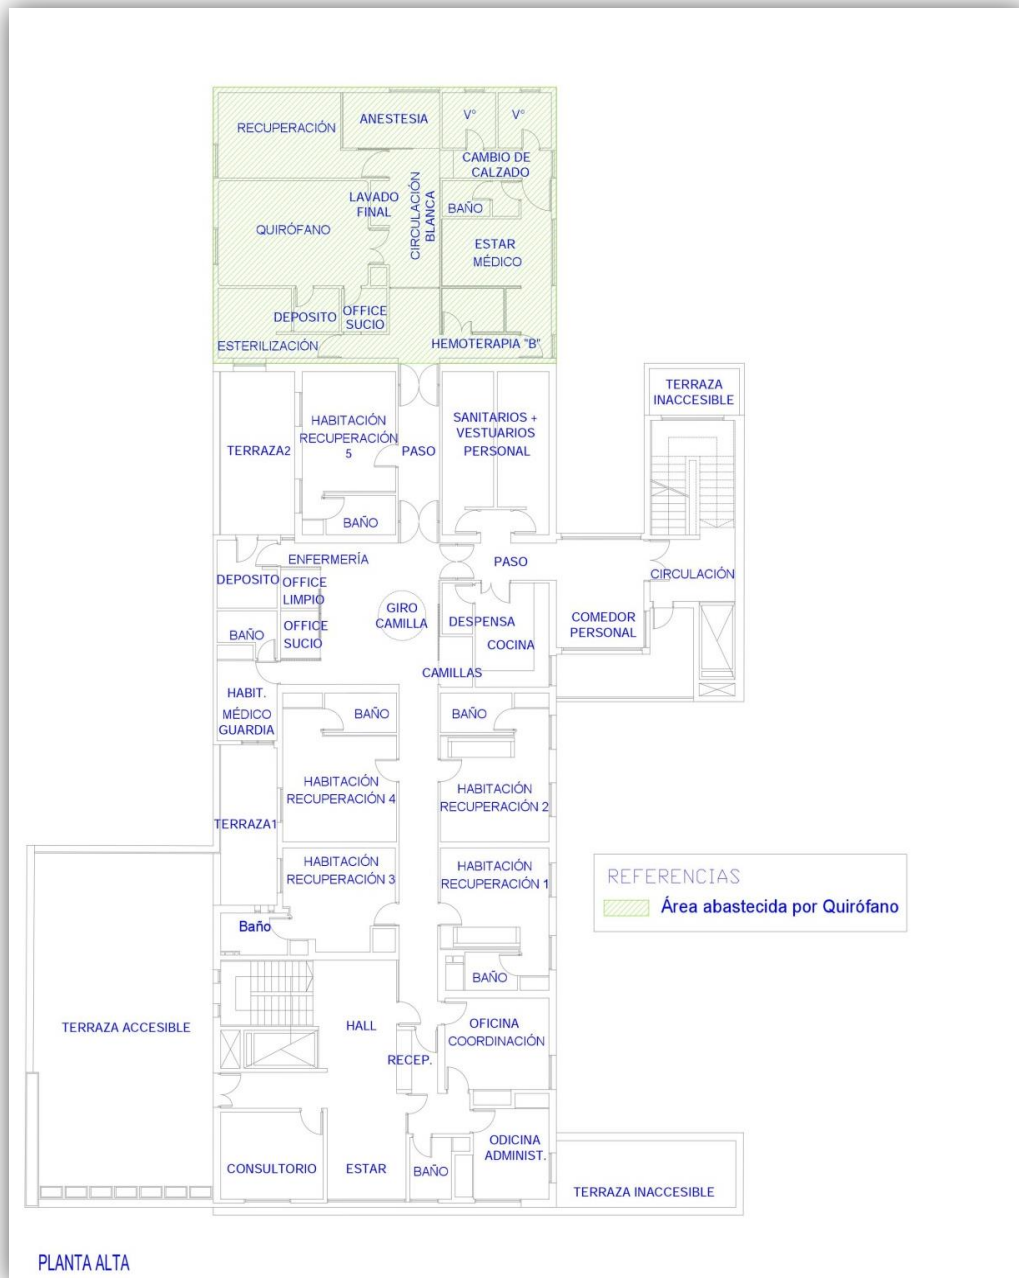 RECUPERACIÓN
ANESTESIA
V°
V°
CAMBIO DE
CALZADO
LAVADO
FINAL
CIRCULACIÓN
BLANCA
BAÑO
QUIRÓFANO
ESTAR
MÉDICO
DEPOSITO
OFFICE
SUCIO
ESTERILIZACIÓN
HEMOTERAPIA "B"
TERRAZA
INACCESIBLE
HABITACIÓN
RECUPERACIÓN
5
TERRAZA2
PASO
SANITARIOS +
VESTUARIOS
PERSONAL
BAÑO
ENFERMERÍA
PASO
CIRCULACIÓN
DEPOSITO
OFFICE
LIMPIO
GIRO
CAMILLA
DESPENSA
COMEDOR
PERSONAL
BAÑO
OFFICE
SUCIO
COCINA
CAMILLAS
HABIT.
MÉDICO
GUARDIA
BAÑO
BAÑO
HABITACIÓN
RECUPERACIÓN 4
HABITACIÓN
RECUPERACIÓN 2
TERRAZA1
HABITACIÓN
RECUPERACIÓN 3
HABITACIÓN
RECUPERACIÓN 1
REFERENCIAS
Área abastecida por Quirófano
Baño
BAÑO
TERRAZA ACCESIBLE
HALL
OFICINA
COORDINACIÓN
RECEP.
CONSULTORIO
ESTAR
BAÑO
ODICINA
ADMINIST.
TERRAZA INACCESIBLE
PLANTA ALTA